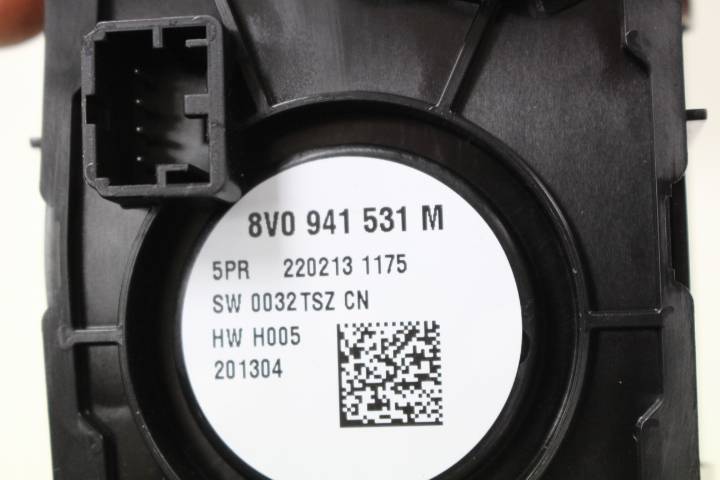 8V0 941 531 M
5PR 220213 1175
SW 0032TSZ CN
HW H005
201304